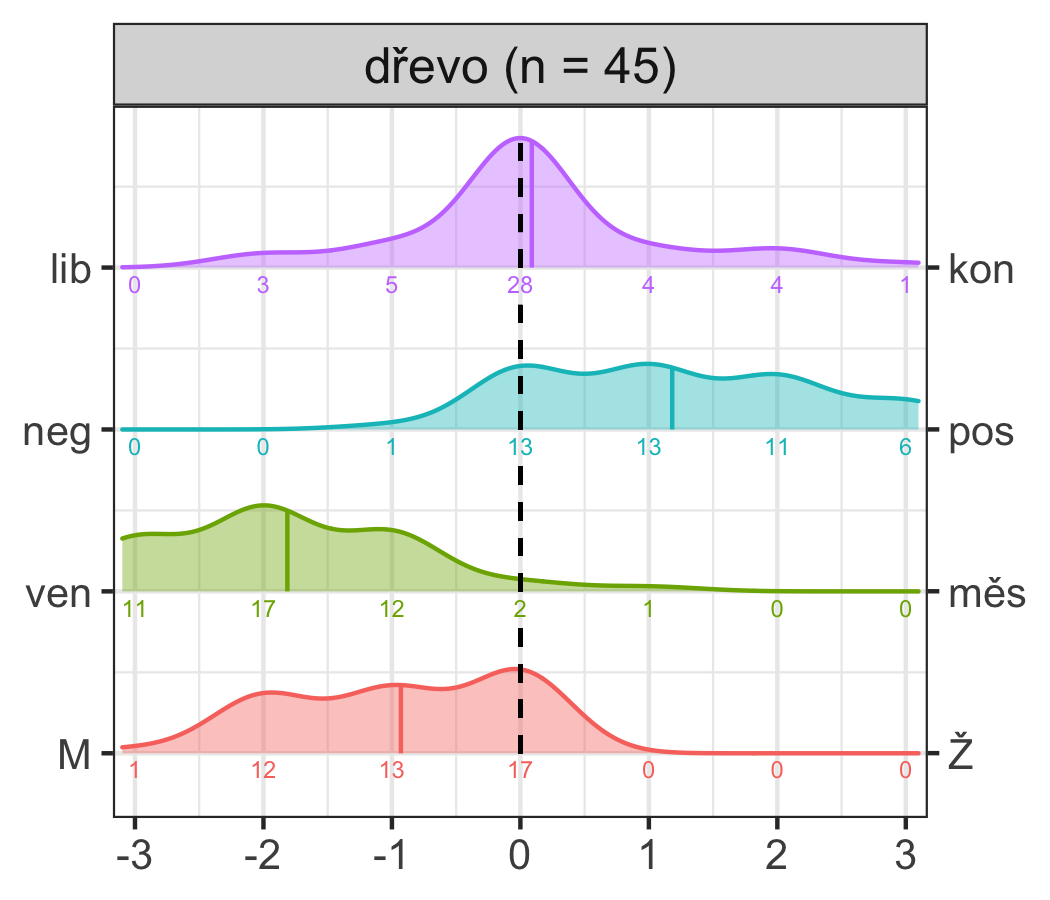 dřevo (n = 45)
lib kon
0 3 5 28 4 4 1
neg pos
0 0 1 13 13 11 6
ven měs
11 17 12 2 1 0 0
M Ž
1 12 13 17 0 0 0
-3 -2 -1 0 1 2 3